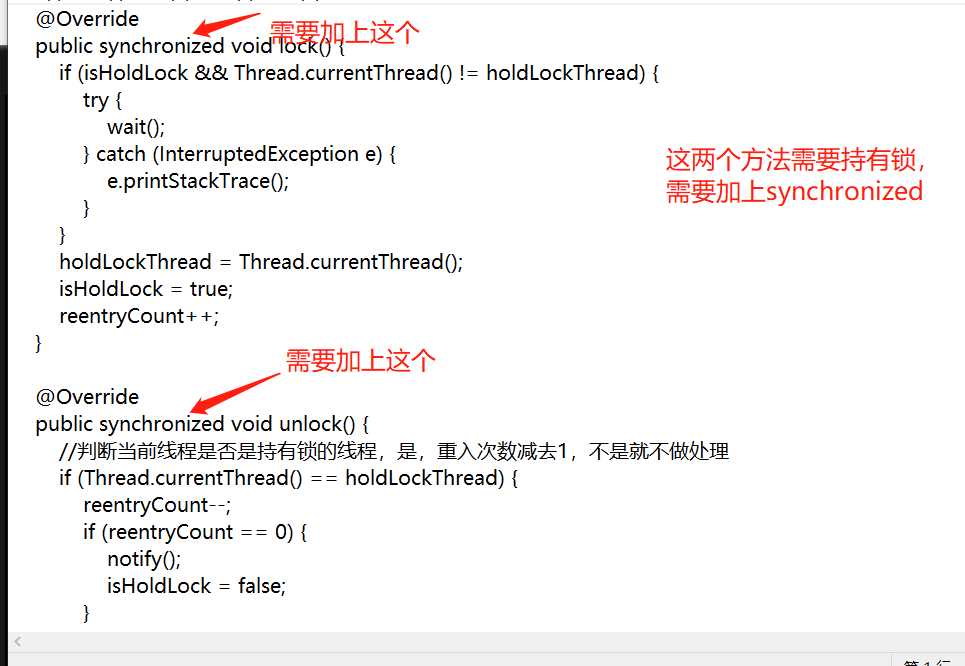 @Override
需要加上这个
public synchronized void lock() {
if (isHoldLock && Thread.currentThread() != holdLockThread) {
try {
wait();
} catch (InterruptedException e) {
e.printStackTrace();
}
}
这两个方法需要持有锁,
需要加上synchronized
holdLockThread = Thread.currentThread();
isHoldLock = true;
reentryCount++;
}
需要加上这个
@Override
public synchronized void unlock() {
//判断当前线程是否是持有锁的线程，是，重入次数减去1，不是就不做处理
if (Thread.currentThread() == holdLockThread) {
reentryCount--;
if (reentryCount == 0) {
notify();
isHoldLock = false;
}